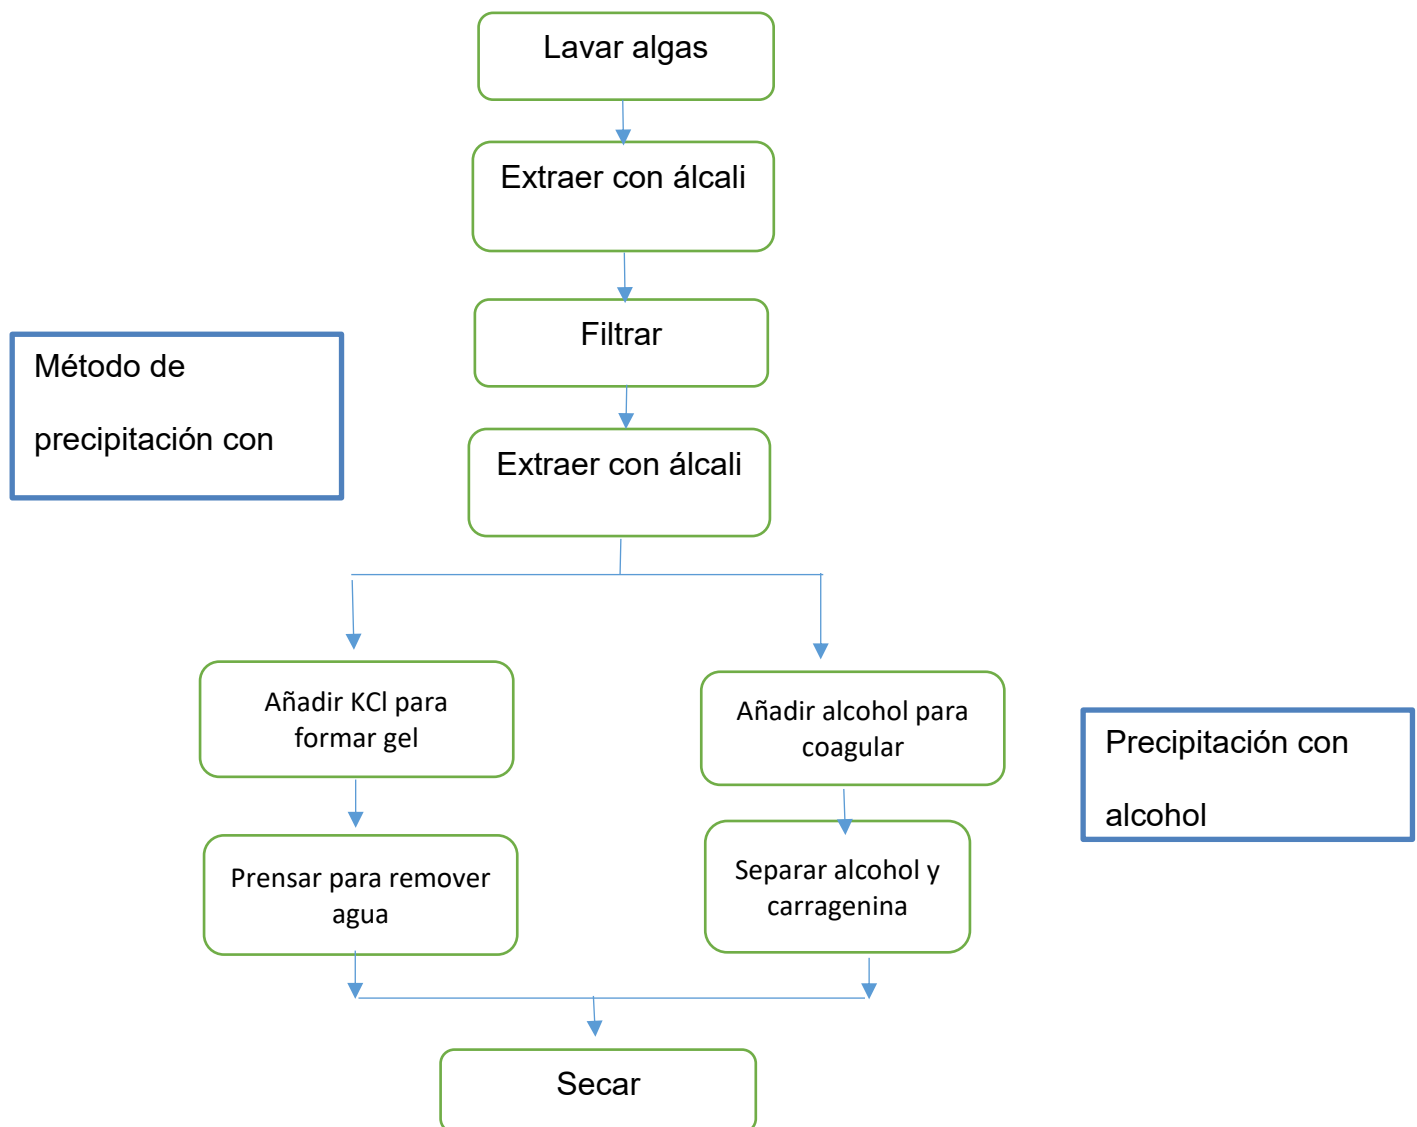 Lavar algas
Extraer con álcali
Filtrar
Método de
precipitación con
Extraer con álcali
Añadir KCl para
formar gel
Añadir alcohol para
coagular
Precipitación con
alcohol
Prensar para remover
agua
Separar alcohol y
carragenina
Secar